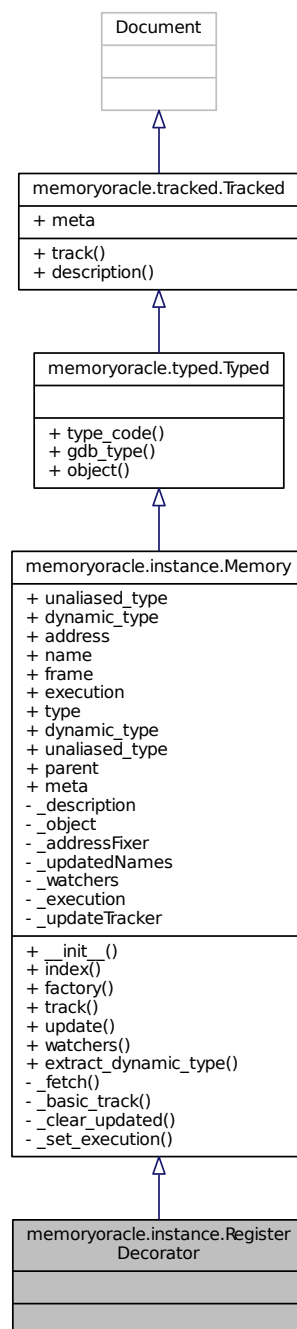 Document
memoryoracle.tracked.Tracked
+ meta
+ track()
+ description()
memoryoracle.typed.Typed
+ type_code()
+ gdb_type()
+ object()
memoryoracle.instance.Memory
+ unaliased_type
+ dynamic_type
+ address
+ name
+ frame
+ execution
+ type
+ dynamic_type
+ unaliased_type
+ parent
+ meta
- _description
- _object
- _addressFixer
- _updatedNames
- _watchers
- _execution
- _updateTracker
+ __init__()
+ index()
+ factory()
+ track()
+ update()
+ watchers()
+ extract_dynamic_type()
- _fetch()
- _basic_track()
- _clear_updated()
- _set_execution()
memoryoracle.instance.Register
Decorator